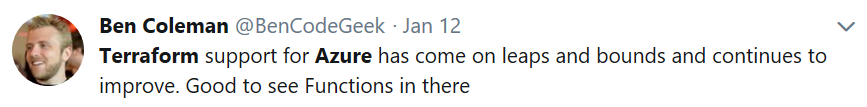 Ben Coleman @BenCodeGeek · Jan 12
Terraform support for Azure has come on leaps and bounds and continues to
improve. Good to see Functions in there